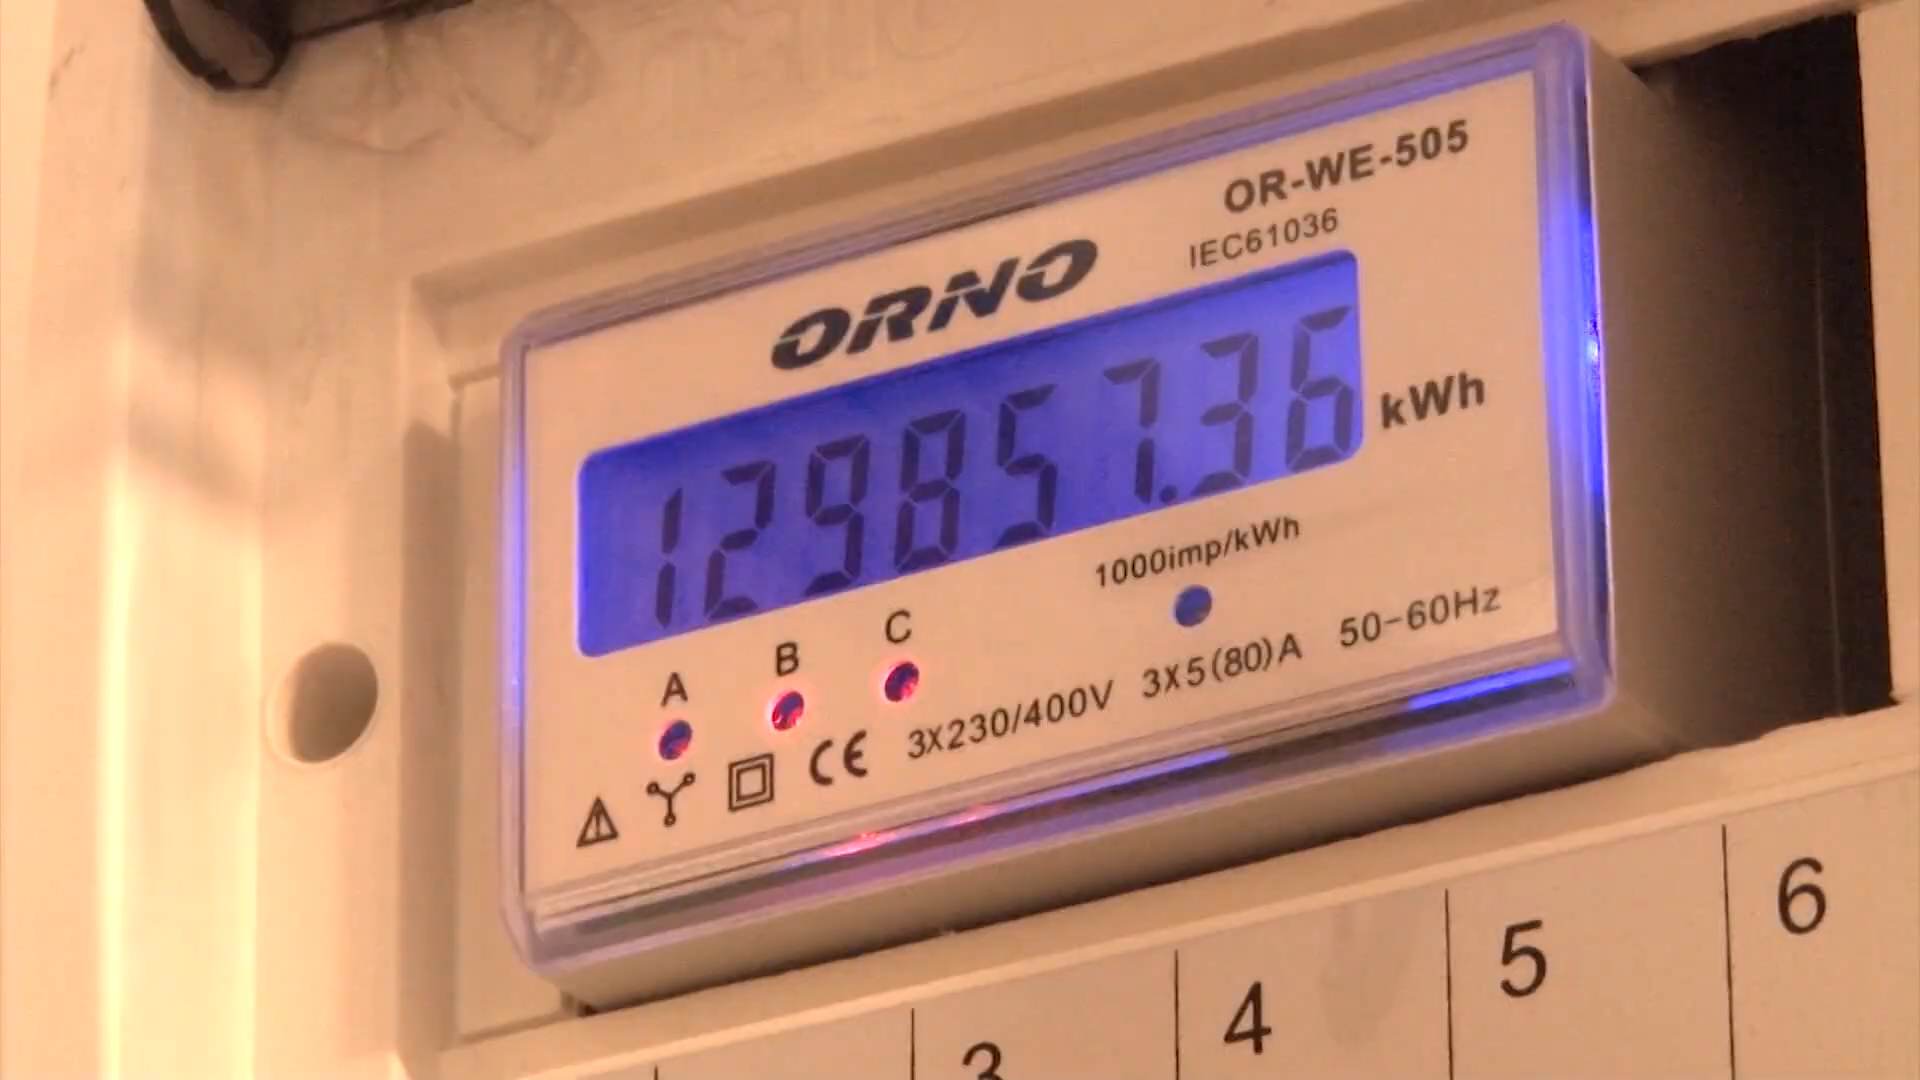 OR-WE-505
IEC61036
ORNO
129857.36 kWh
1000imp/kWh
A B C
CE 3X230/400V 3X5(80)A 50-60Hz
3 4 5 6